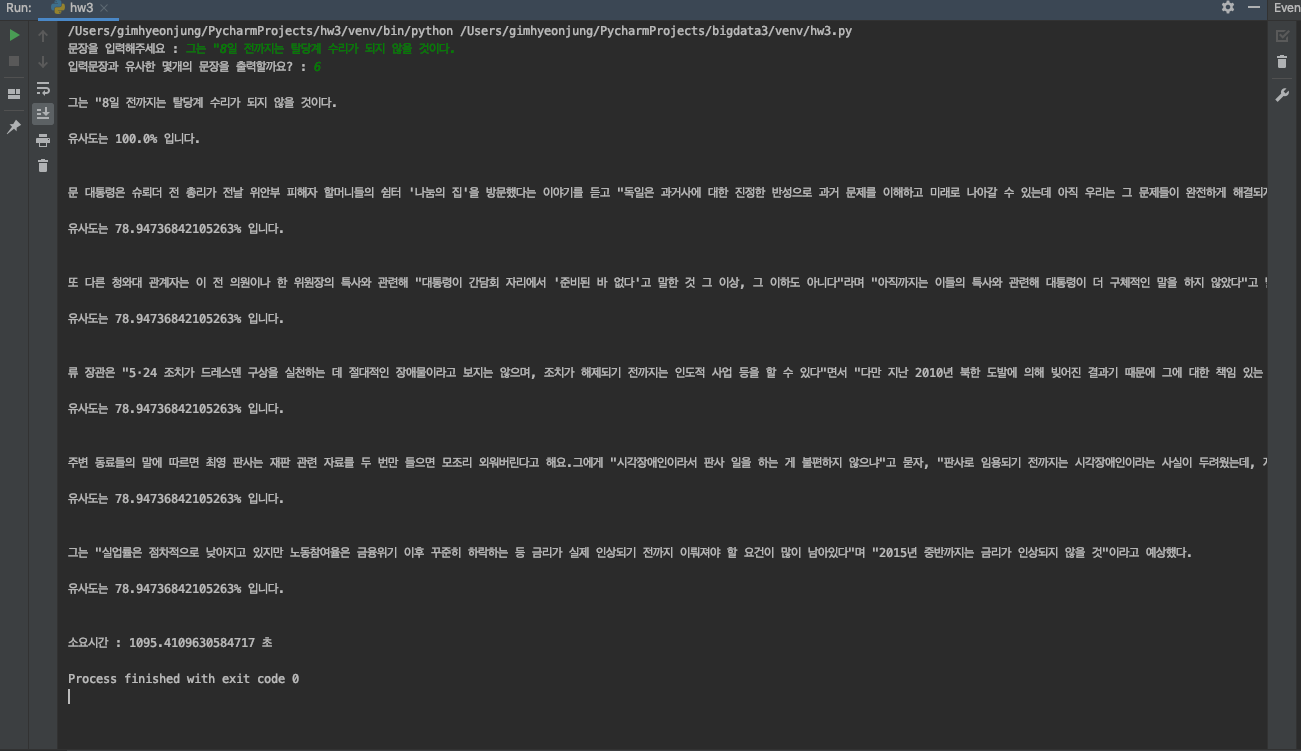 Run: hw3 Even
/Users/gimhyeonjung/PycharmProjects/hw3/venv/bin/python /Users/gimhyeonjung/PycharmProjects/bigdata3/venv/hw3.py
문장을 입력해주세요 : 그는 "8일 전까지는 탈당계 수리가 되지 않을 것이다.
입력문장과 유사한 몇개의 문장을 출력할까요? : 6
그는 "8일 전까지는 탈당계 수리가 되지 않을 것이다.
유사도는 100.0% 입니다.
문 대통령은 슈뢰더 전 총리가 전날 위안부 피해자 할머니들의 쉼터 '나눔의 집'을 방문했다는 이야기를 듣고 "독일은 과거사에 대한 진정한 반성으로 과거 문제를 이해하고 미래로 나아갈 수 있는데 아직 우리는 그 문제들이 완전하게 해결되지
유사도는 78.94736842105263% 입니다.
또 다른 청와대 관계자는 이 전 의원이나 한 위원장의 특사와 관련해 "대통령이 간담회 자리에서 '준비된 바 없다'고 말한 것 그 이상, 그 이하도 아니다"라며 "아직까지는 이들의 특사와 관련해 대통령이 더 구체적인 말을 하지 않았다"고
유사도는 78.94736842105263% 입니다.
류 장관은 "5·24 조치가 드레스덴 구상을 실천하는 데 절대적인 장애물이라고 보지는 않으며, 조치가 해제되기 전까지는 인도적 사업 등을 할 수 있다"면서 "다만 지난 2010년 북한 도발에 의해 빚어진 결과기 때문에 그에 대한 책임 있는
유사도는 78.94736842105263% 입니다.
주변 동료들의 말에 따르면 최영 판사는 재판 관련 자료를 두 번만 들으면 모조리 외워버린다고 해요.그에게 "시각장애인이라서 판사 일을 하는 게 불편하지 않으냐"고 묻자, "판사로 임용되기 전까지는 시각장애인이라는 사실이 두려웠는데,
유사도는 78.94736842105263% 입니다.
그는 "실업률은 점차적으로 낮아지고 있지만 노동참여율은 금융위기 이후 꾸준히 하락하는 등 금리가 실제 인상되기 전까지 이뤄져야 할 요건이 많이 남아있다"며 "2015년 중반까지는 금리가 인상되지 않을 것"이라고 예상했다.
유사도는 78.94736842105263% 입니다.
소요시간 : 1095.4109630584717 초
Process finished with exit code 0